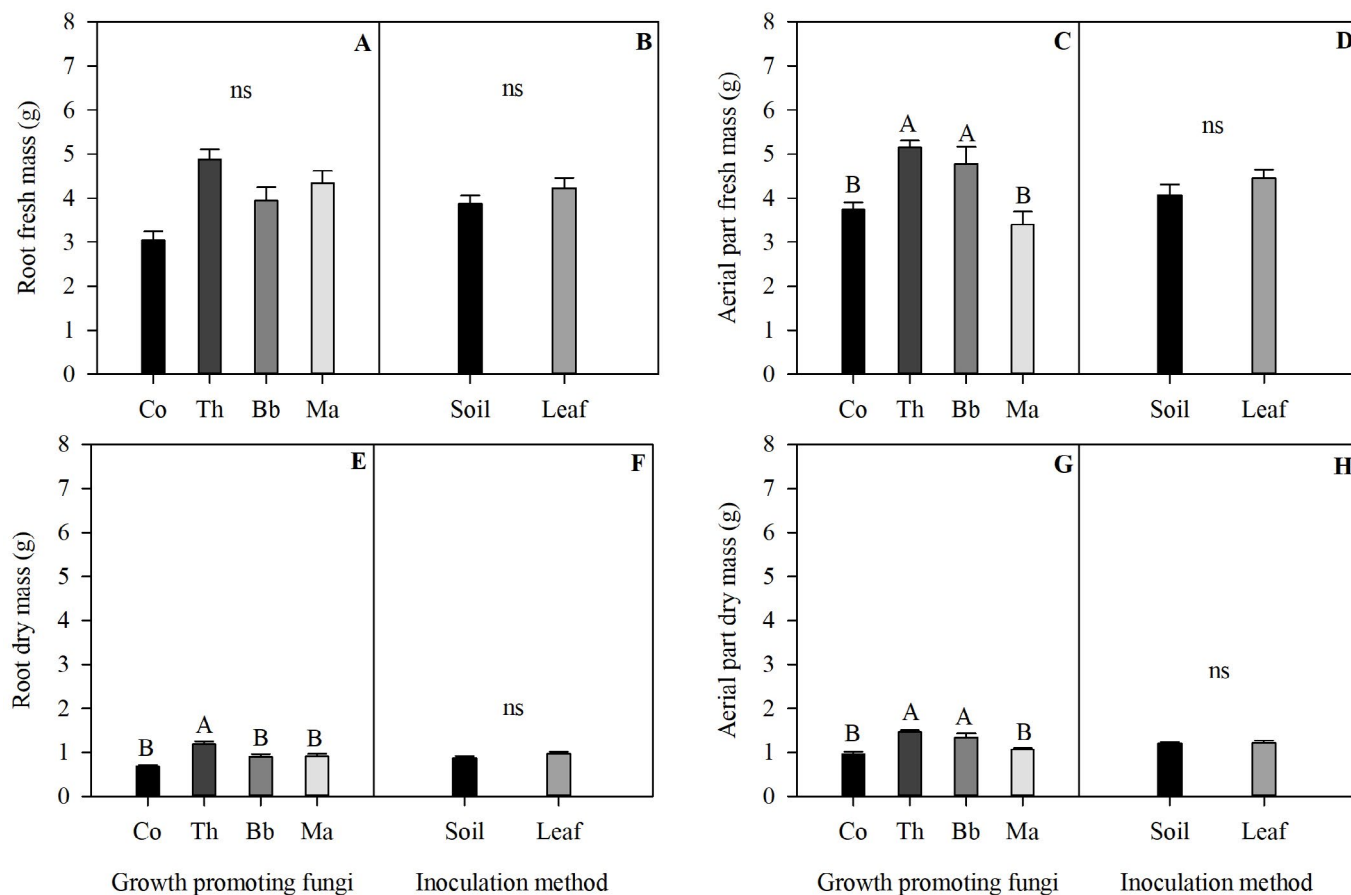 Root fresh mass (g)
8
7
6
5
4
3
2
1
0
A
ns
Co Th Bb Ma
B
ns
Soil Leaf
Aerial part fresh mass (g)
8
7
6
5
4
3
2
1
0
C
B A A B
Co Th Bb Ma
D
ns
Soil Leaf
Root dry mass (g)
8
7
6
5
4
3
2
1
0
E
B A B B
Co Th Bb Ma
Growth promoting fungi
F
ns
Soil Leaf
Inoculation method
Aerial part dry mass (g)
8
7
6
5
4
3
2
1
0
G
B A A B
Co Th Bb Ma
Growth promoting fungi
H
ns
Soil Leaf
Inoculation method